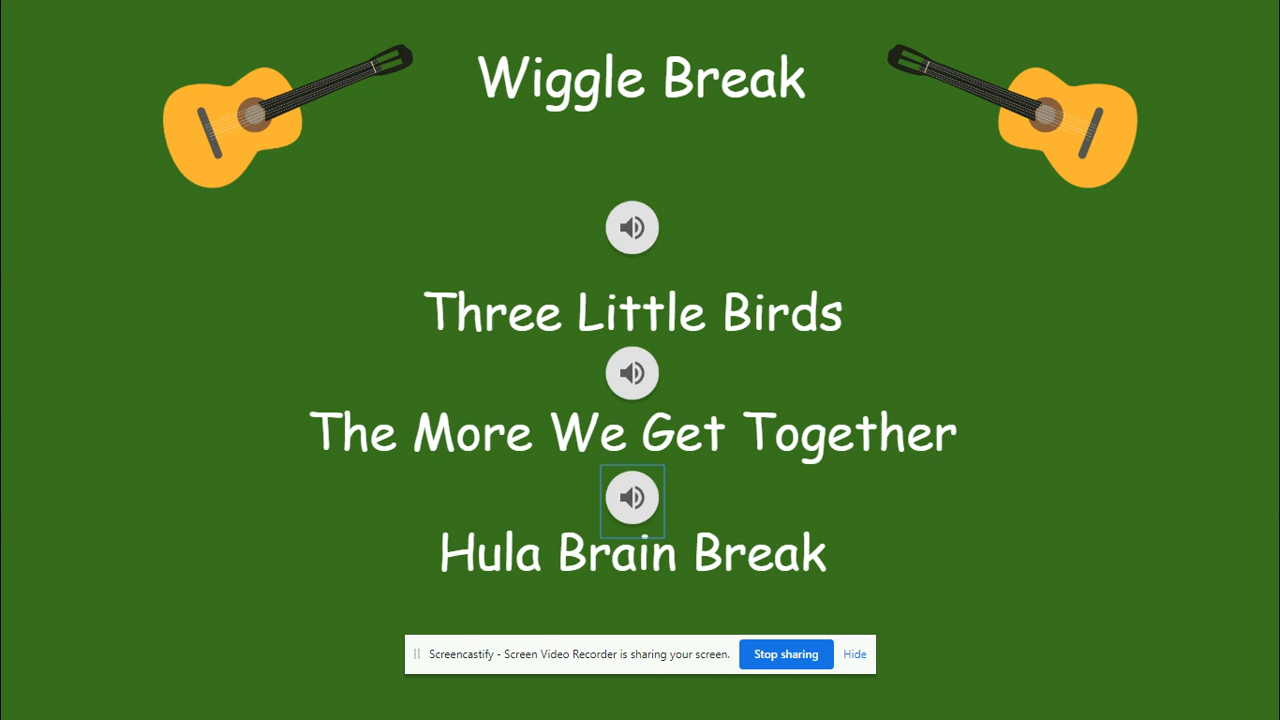 Wiggle Break
Three Little Birds
The More We Get Together
Hula Brain Break
Screencastify - Screen Video Recorder is sharing your screen. Stop sharing Hide